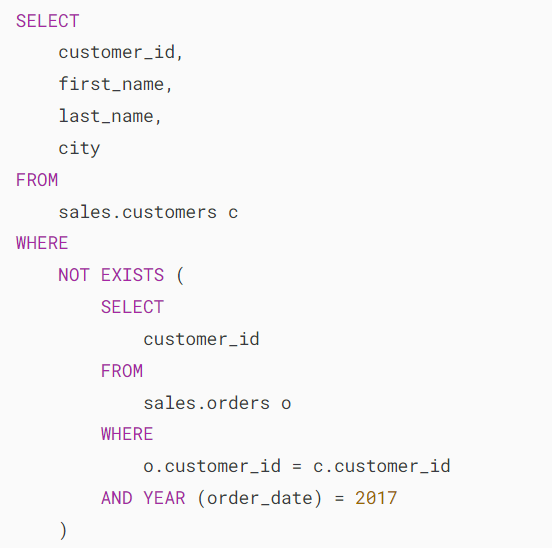 SELECT
    customer_id,
    first_name,
    last_name,
    city
FROM
    sales.customers c
WHERE
    NOT EXISTS (
        SELECT
            customer_id
        FROM
            sales.orders o
        WHERE
            o.customer_id = c.customer_id
        AND YEAR (order_date) = 2017
    )